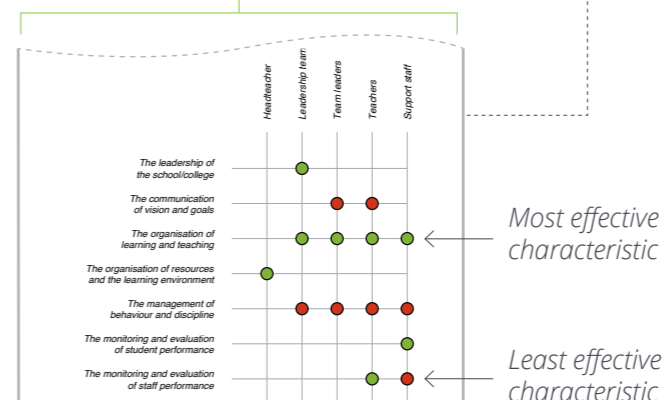 Headteacher
Leadership team
Team leaders
Teachers
Support staff
The leadership of
the school/college
The communication
of vision and goals
The organisation of
learning and teaching
Most effective
characteristic
The organisation of resources
and the learning environment
The management of
behaviour and discipline
The monitoring and evaluation
of student performance
The monitoring and evaluation
of staff performance
Least effective
characteristic